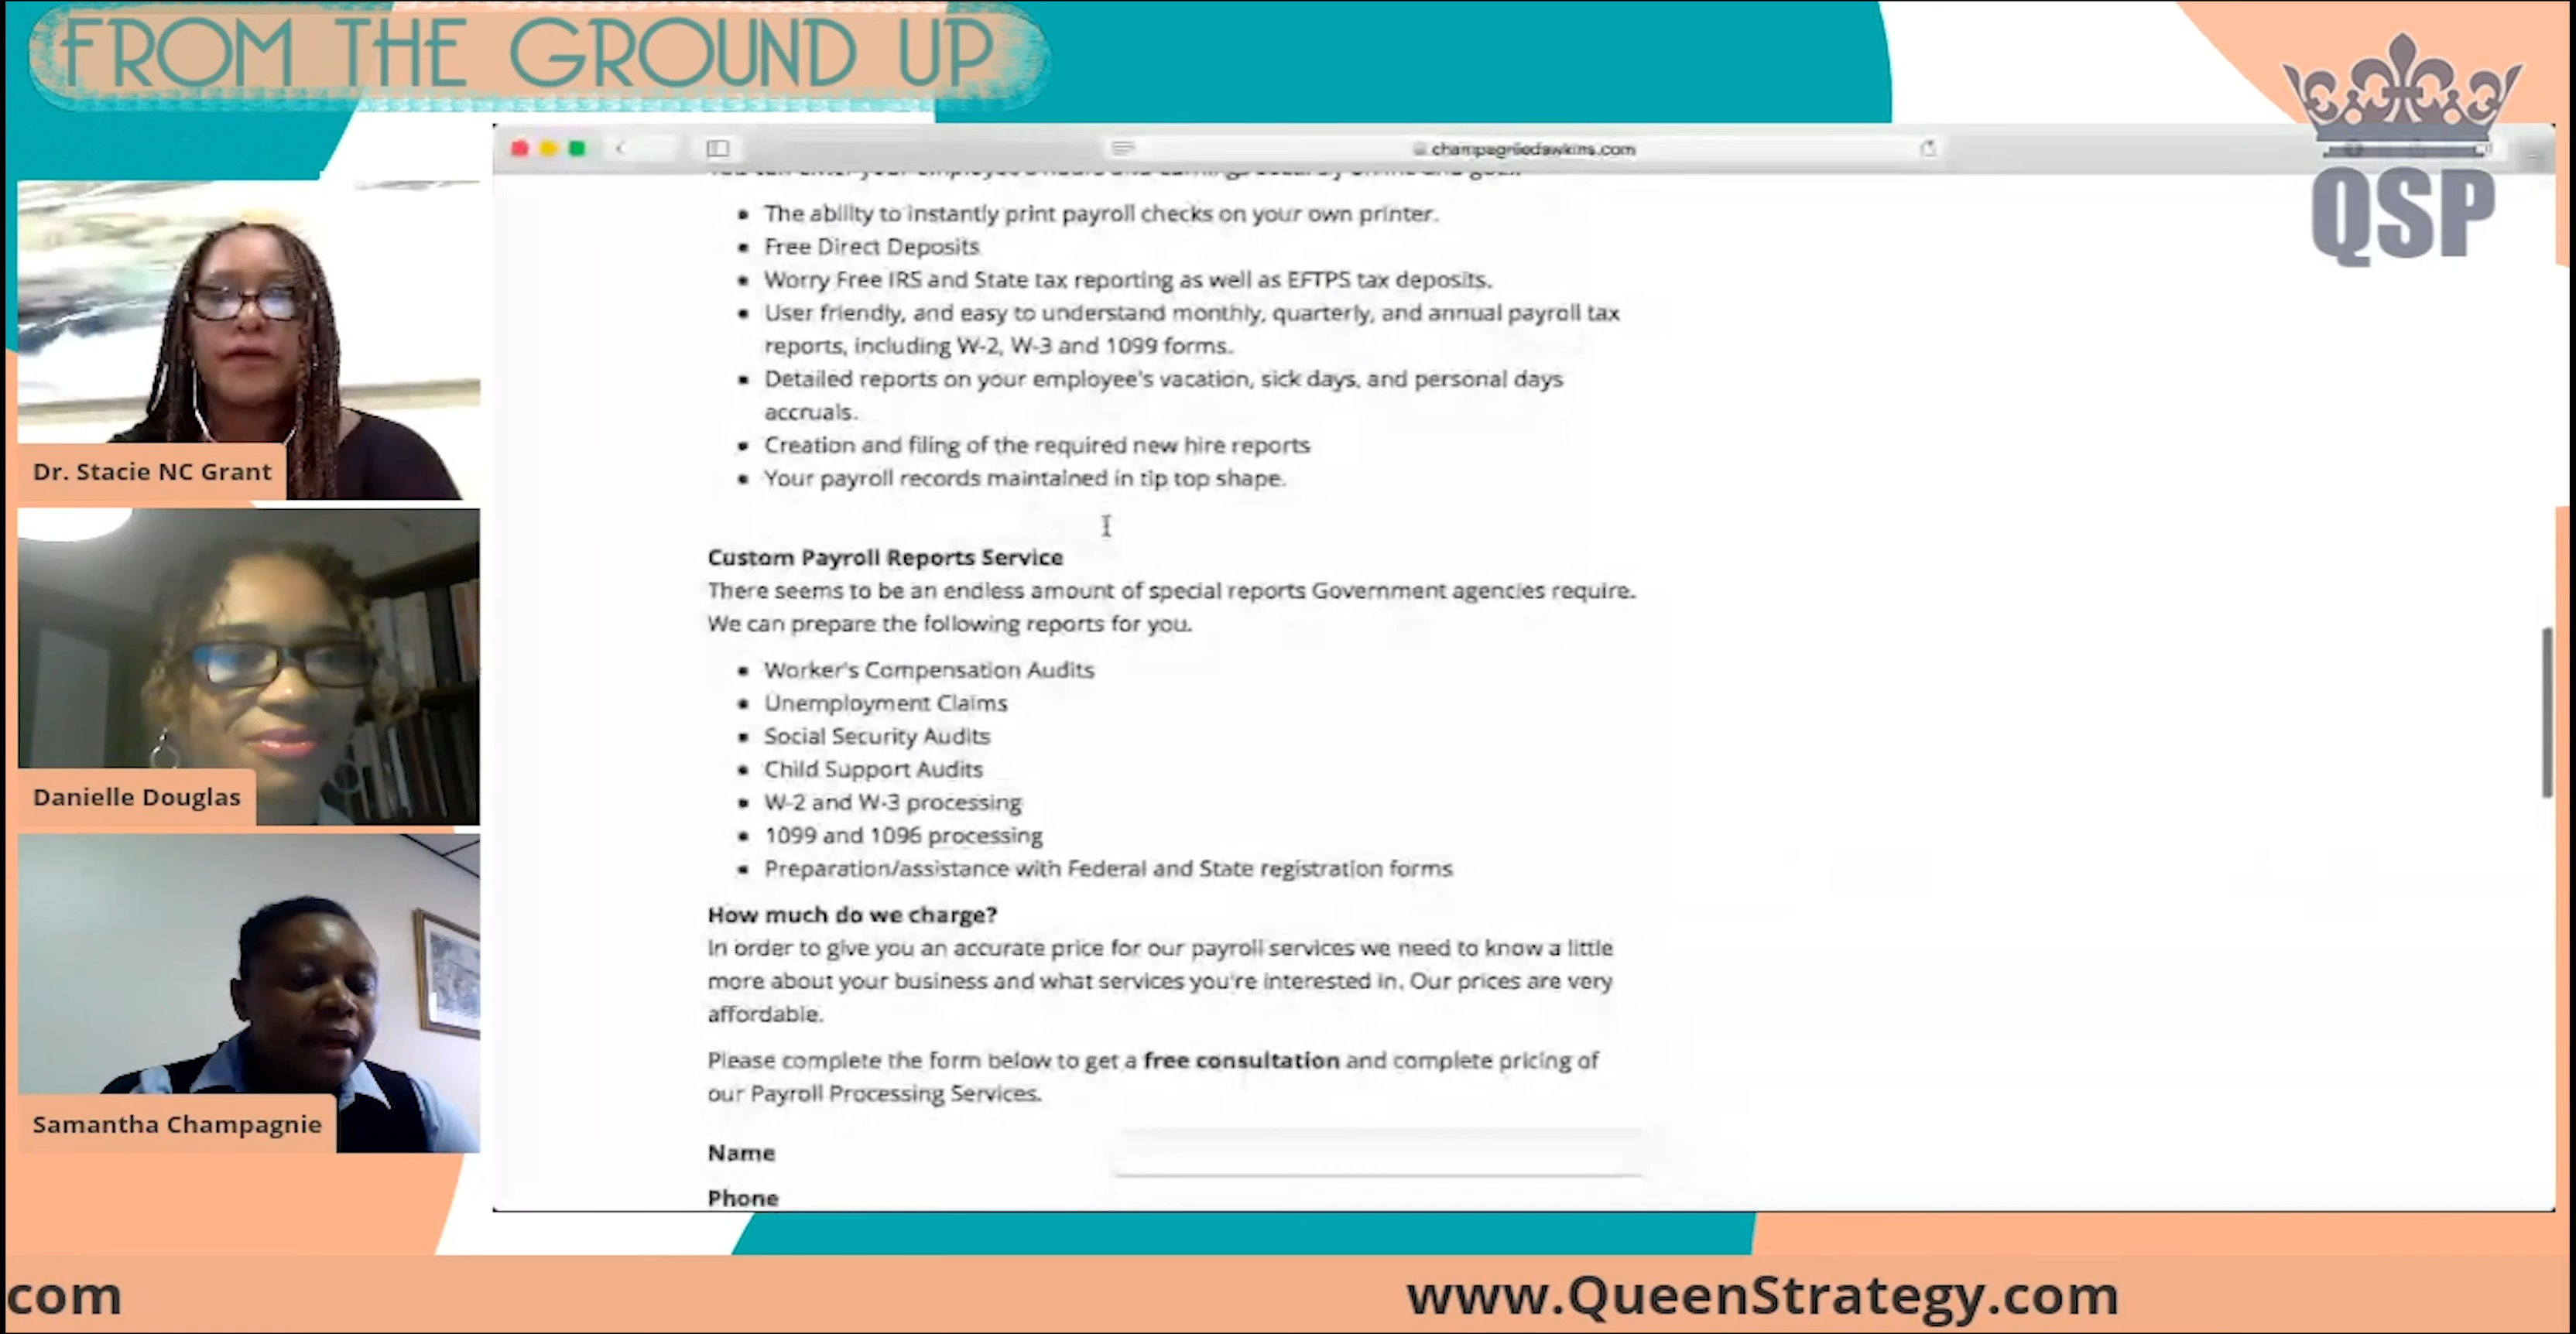 FROM THE GROUND UP
QSP
champagniedawkins.com
The ability to instantly print payroll checks on your own printer.
Free Direct Deposits
Worry Free IRS and State tax reporting as well as EFTPS tax deposits.
User friendly, and easy to understand monthly, quarterly, and annual payroll tax
reports, including W-2, W-3 and 1099 forms.
Detailed reports on your employee's vacation, sick days, and personal days
accruals.
Creation and filing of the required new hire reports
Your payroll records maintained in tip top shape.
Custom Payroll Reports Service
There seems to be an endless amount of special reports Government agencies require.
We can prepare the following reports for you.
Worker's Compensation Audits
Unemployment Claims
Social Security Audits
Child Support Audits
W-2 and W-3 processing
1099 and 1096 processing
Preparation/assistance with Federal and State registration forms
How much do we charge?
In order to give you an accurate price for our payroll services we need to know a little
more about your business and what services you're interested in. Our prices are very
affordable.
Please complete the form below to get a free consultation and complete pricing of
our Payroll Processing Services.
Name
Phone
Dr. Stacie NC Grant
Danielle Douglas
Samantha Champagnie
com
www.QueenStrategy.com